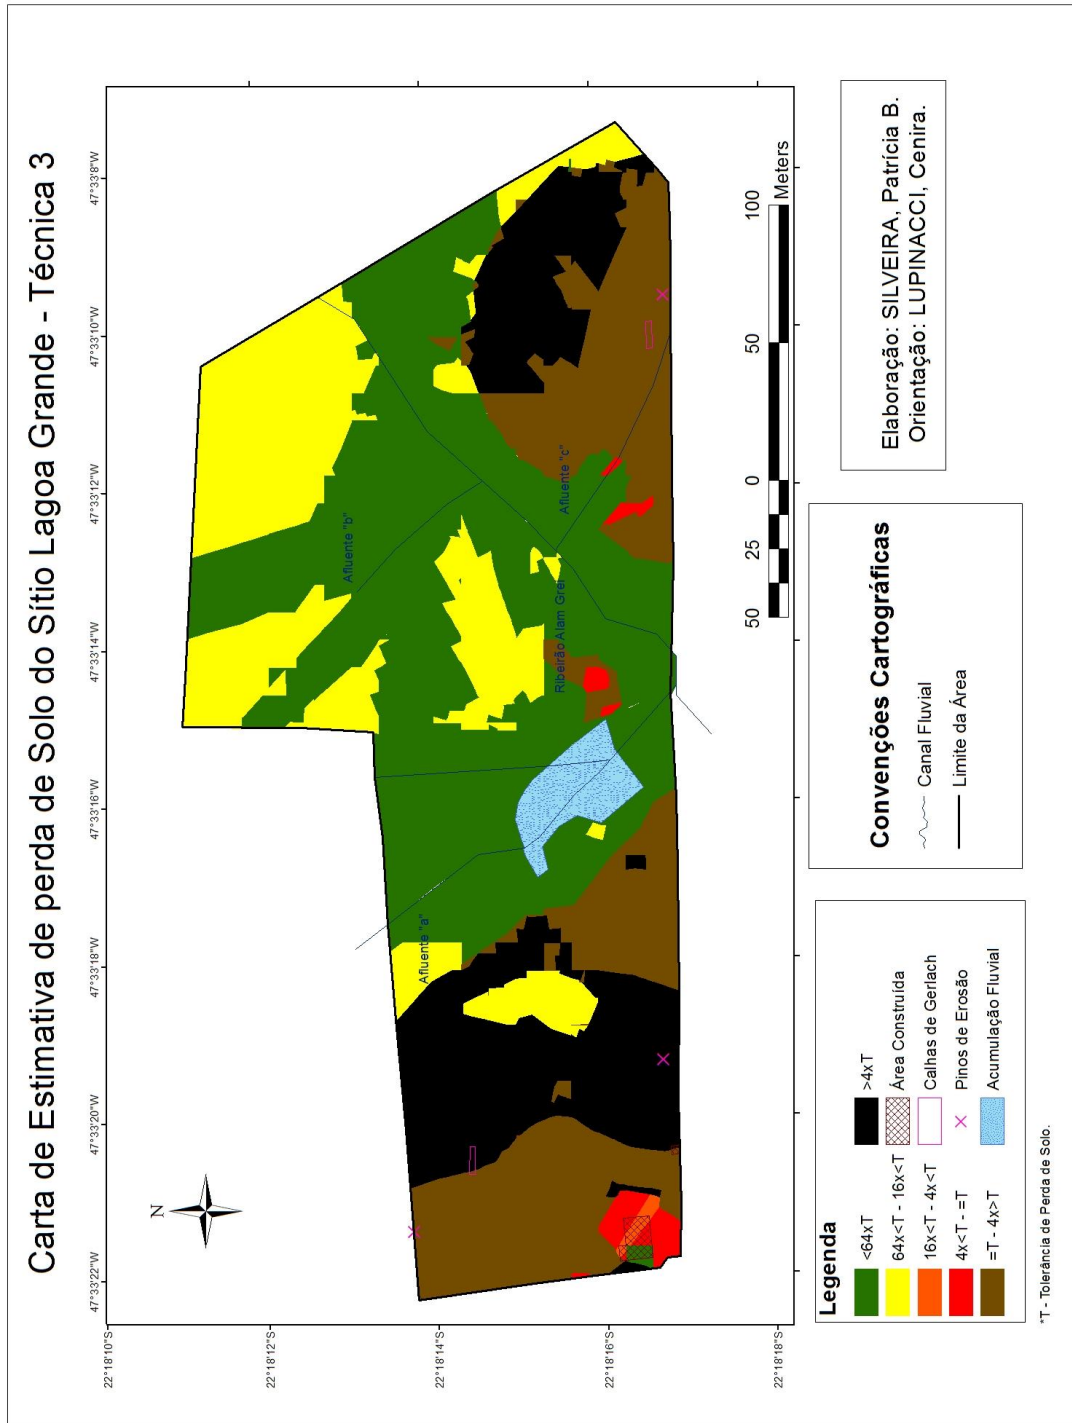 Carta de Estimativa de perda de Solo do Sítio Lagoa Grande - Técnica 3
N
47°33'22"W
47°33'20"W
47°33'18"W
47°33'16"W
47°33'14"W
47°33'12"W
47°33'10"W
47°33'8"W
22°18'10"S
22°18'12"S
22°18'14"S
22°18'16"S
22°18'18"S
Afluente "a"
Afluente "b"
Ribeirão Alam Grei
Afluente "c"
50 25 0 50 100
Meters
Legenda
<64xT
64x<T - 16x<T
16x<T - 4x<T
4x<T - =T
=T - 4x>T
>4xT
Área Construída
Calhas de Gerlach
Pinos de Erosão
Acumulação Fluvial
*T - Tolerância de Perda de Solo.
Convenções Cartográficas
Canal Fluvial
Limite da Área
Elaboração: SILVEIRA, Patrícia B.
Orientação: LUPINACCI, Cenira.